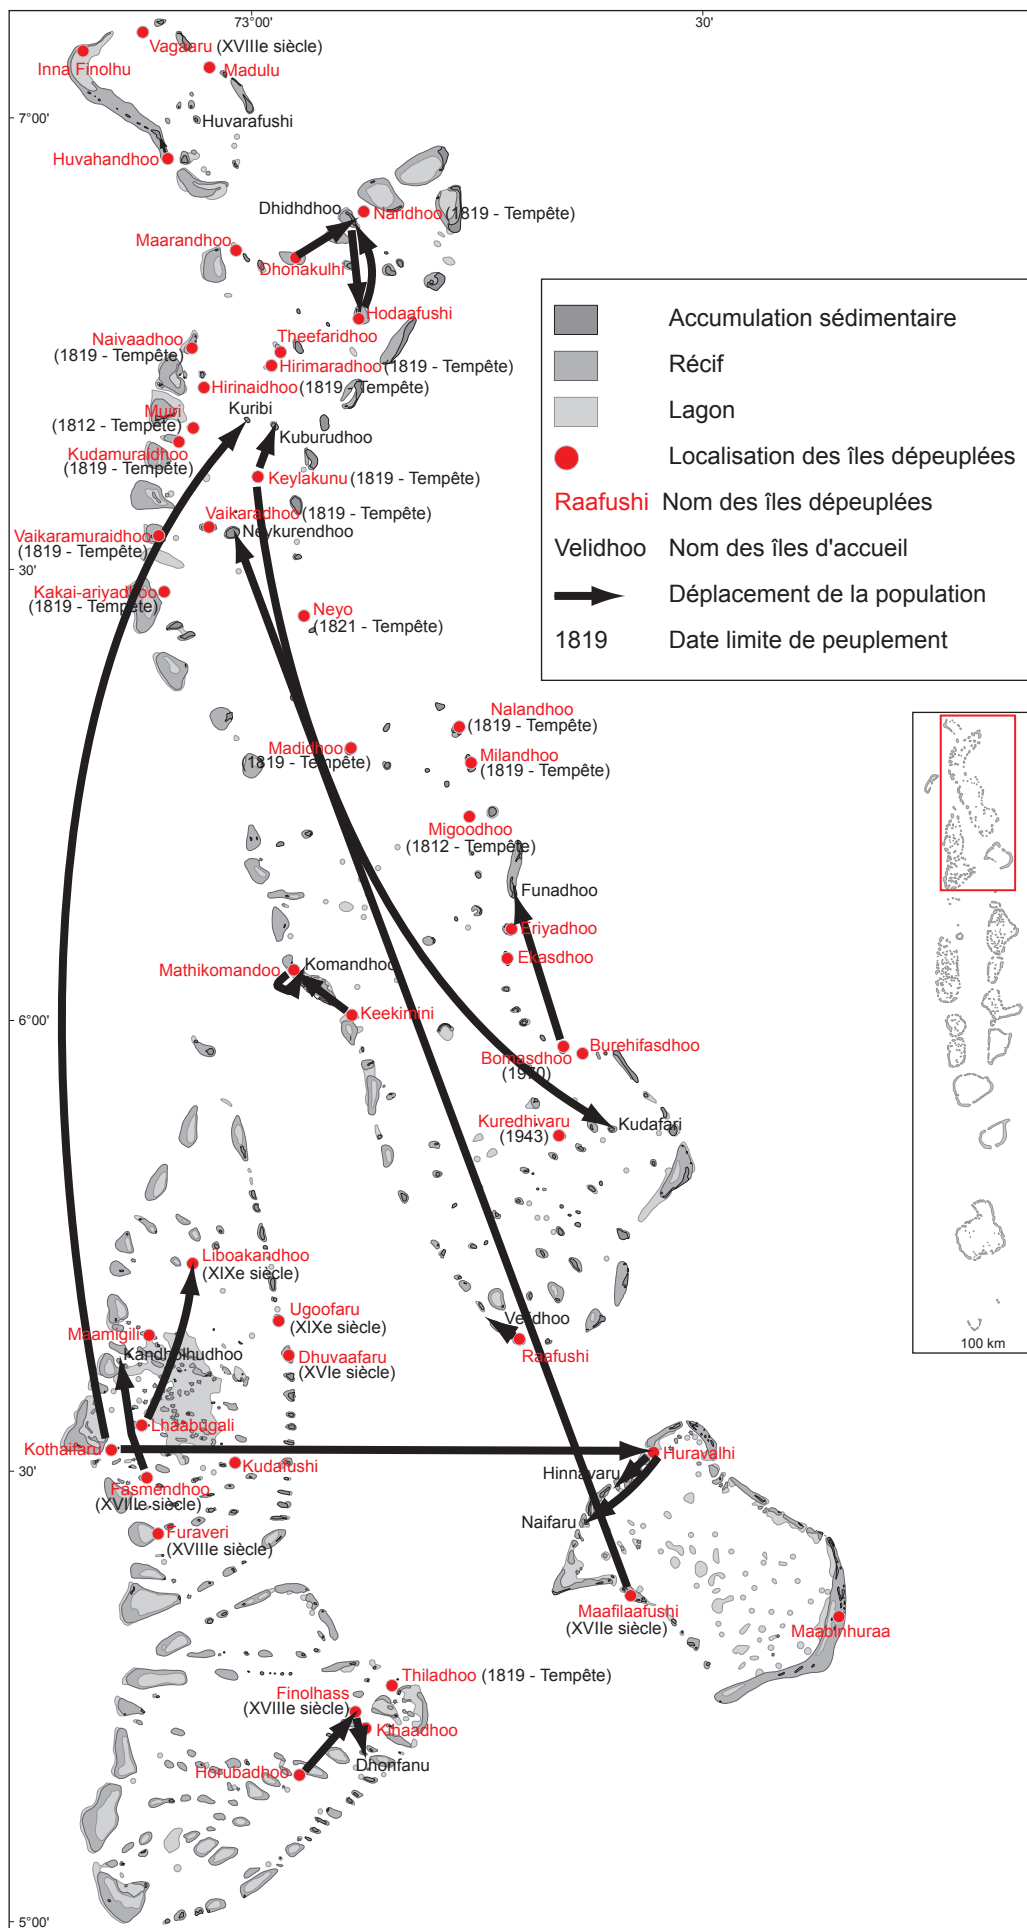 73°00'
30'
Vagaaru (XVIIIe siècle)
Inna Finolhu
Madulu
7°00'
Huvarafushi
Huvahandhoo
Dhidhdhoo
Naridhoo (1819 - Tempête)
Maarandhoo
Dhonakulhi
Hodaafushi
Naivaadhoo
(1819 - Tempête)
Theefaridhoo
Hirimaradhoo (1819 - Tempête)
Hirinaidhoo (1819 - Tempête)
Muiri
(1812 - Tempête)
Kuribi
Kuburudhoo
Kudamuraidhoo
(1819 - Tempête)
Keylakunu (1819 - Tempête)
Vaikaradhoo (1819 - Tempête)
Neykurendhoo
Vaikaramuraidhoo
(1819 - Tempête)
30'
Kakai-ariyadhoo
(1819 - Tempête)
Neyo
(1821 - Tempête)
Accumulation sédimentaire
Récif
Lagon
Localisation des îles dépeuplées
Raafushi Nom des îles dépeuplées
Velidhoo Nom des îles d'accueil
Déplacement de la population
1819 Date limite de peuplement
Nalandhoo
(1819 - Tempête)
Madidhoo
(1819 - Tempête)
Milandhoo
(1819 - Tempête)
Migoodhoo
(1812 - Tempête)
Funadhoo
Eriyadhoo
Ekasdhoo
Mathikomandoo
Komandhoo
Keekimini
6°00'
Bomasdhoo
(1970)
Burehifasdhoo
Kuredhivaru
(1943)
Kudafari
Liboakandhoo
(XIXe siècle)
Ugoofaru
(XIXe siècle)
Velidhoo
Raafushi
Maamigili
Kandholhudhoo
Dhuvaafaru
(XVIe siècle)
100 km
Lhaabugali
Kothaifaru
Huravalhi
Kudafushi
30'
Hinnavaru
Fasmendhoo
(XVIIIe siècle)
Naifaru
Furaveri
(XVIIIe siècle)
Maafilaafushi
(XVIIe siècle)
Maabinhuraa
Thiladhoo (1819 - Tempête)
Finolhass
(XVIIIe siècle)
Kihaadhoo
Dhonfanu
Horubadhoo
5°00'